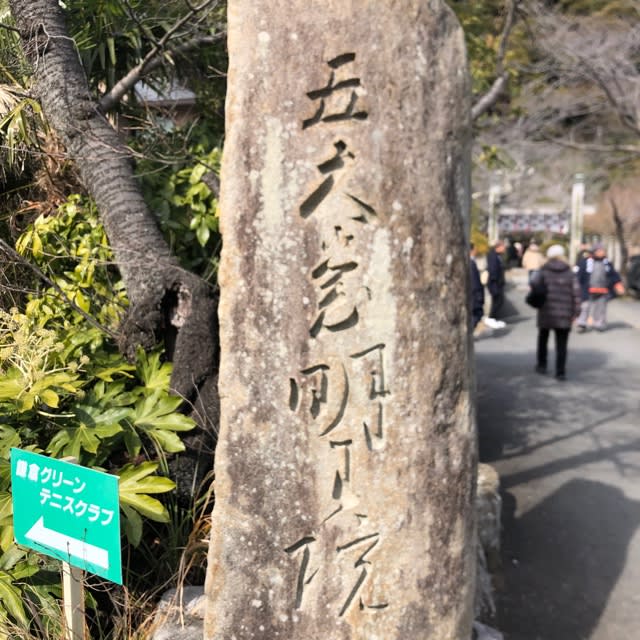 五大堂明王院
鎌倉グリーン
テニスクラブ